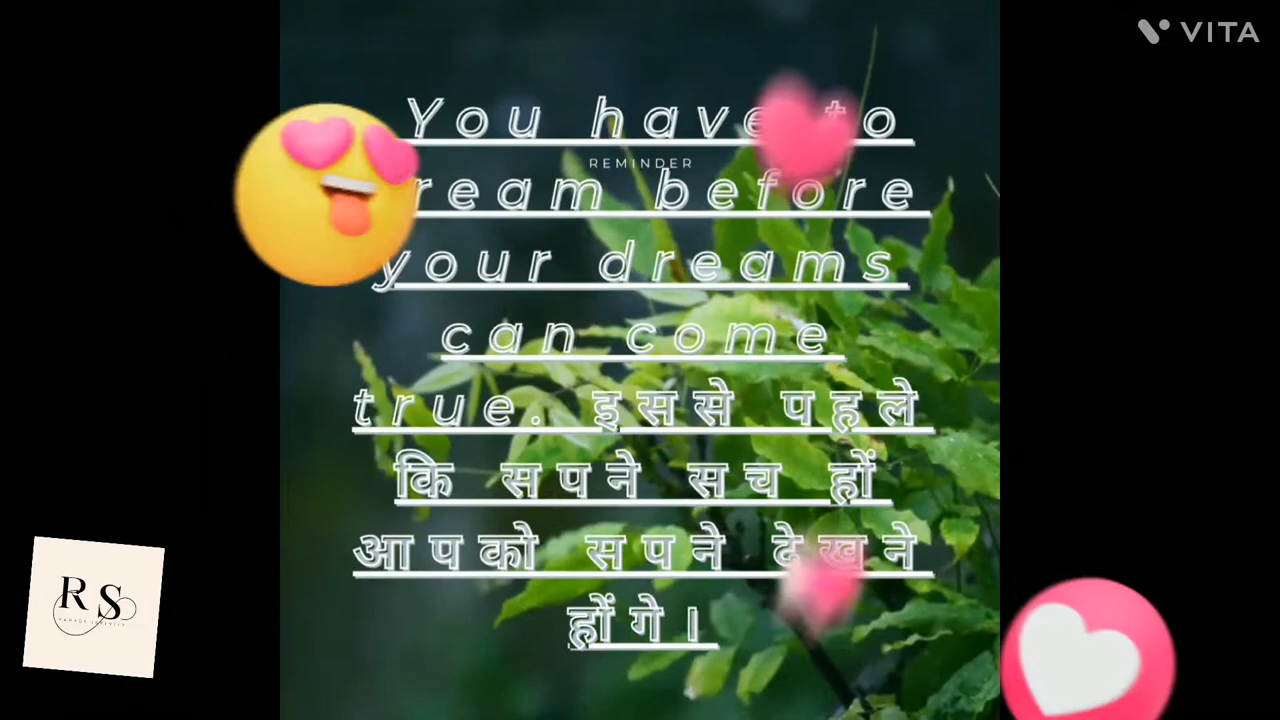 VITA
You have to
REMINDER
ream before
your dreams
can come
true. इससे पहले
कि सपने सच हों
आपको सपने देखने
होंगे।
RS